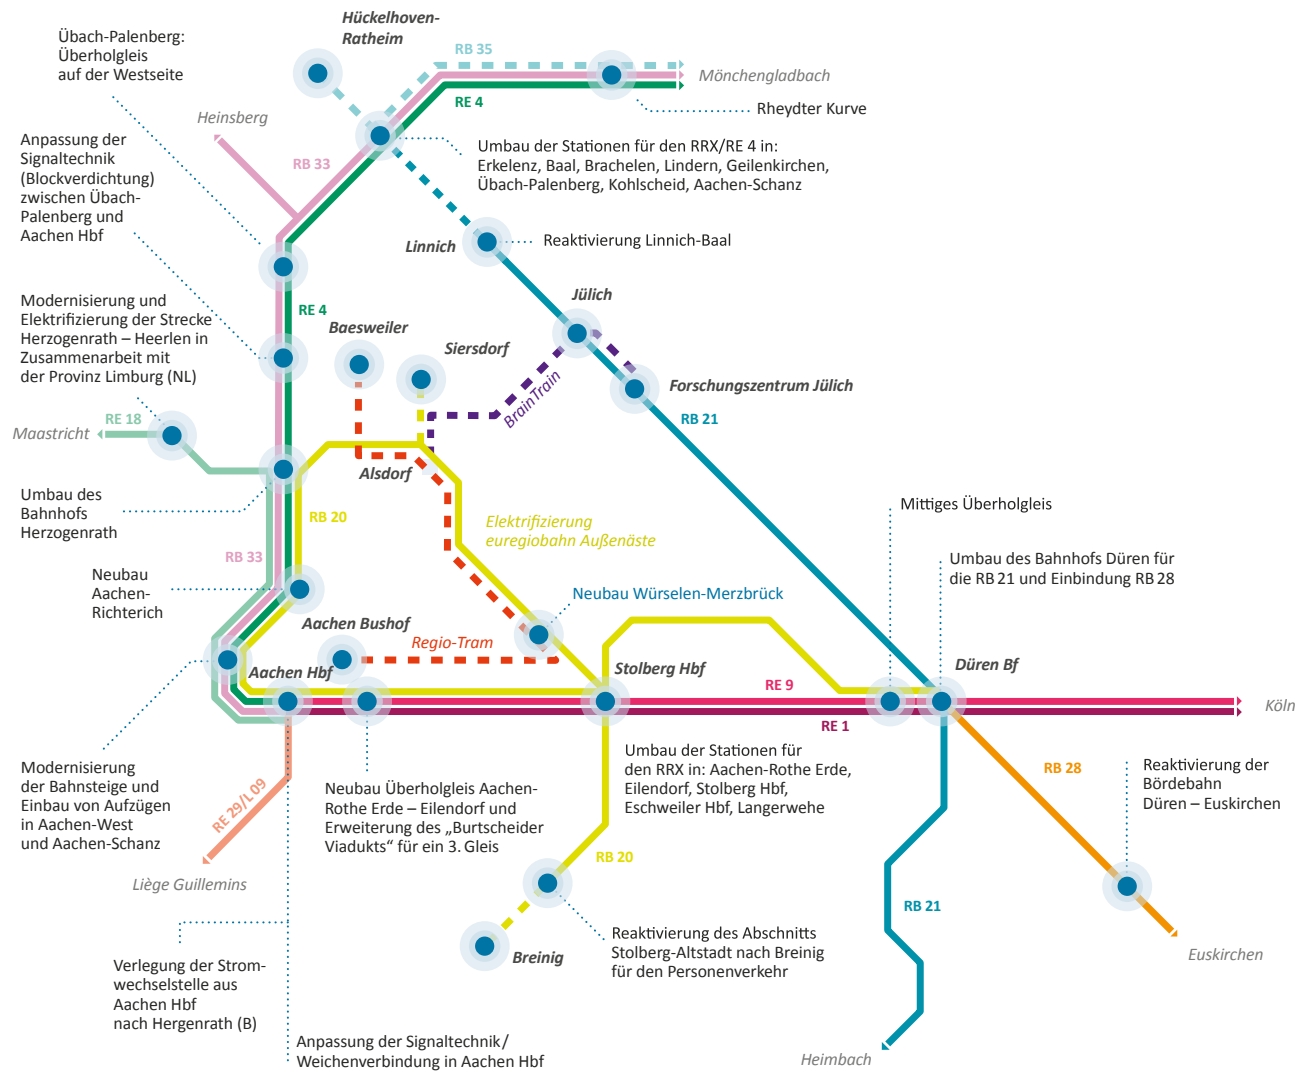 Hückelhoven-
Ratheim
Übach-Palenberg:
Überholgleis
auf der Westseite
RB 35
Mönchengladbach
RE 4
Rheydter Kurve
Heinsberg
Anpassung der
Signaltechnik
(Blockverdichtung)
zwischen Übach-
Palenberg und
Aachen Hbf
RB 33
Umbau der Stationen für den RRX/RE 4 in:
Erkelenz, Baal, Brachelen, Lindern, Geilenkirchen,
Übach-Palenberg, Kohlscheid, Aachen-Schanz
Linnich
Reaktivierung Linnich-Baal
Modernisierung und
Elektrifizierung der Strecke
Herzogenrath – Heerlen in
Zusammenarbeit mit
der Provinz Limburg (NL)
RE 4
Jülich
Baesweiler
Siersdorf
BrainTrain
Forschungszentrum Jülich
RB 21
Maastricht
RE 18
Alsdorf
Umbau des
Bahnhofs
Herzogenrath
RB 20
Elektrifizierung
euregiobahn Außenäste
Mittiges Überholgleis
RB 33
Neubau
Aachen-
Richterich
Umbau des Bahnhofs Düren für
die RB 21 und Einbindung RB 28
Neubau Würselen-Merzbrück
Aachen Bushof
Regio-Tram
Aachen Hbf
Stolberg Hbf
Düren Bf
RE 9
RE 1
Köln
Modernisierung
der Bahnsteige und
Einbau von Aufzügen
in Aachen-West
und Aachen-Schanz
RE 29/L 09
Liège Guillemins
Neubau Überholgleis Aachen-
Rothe Erde – Eilendorf und
Erweiterung des „Burtscheider
Viadukts“ für ein 3. Gleis
Umbau der Stationen für
den RRX in: Aachen-Rothe Erde,
Eilendorf, Stolberg Hbf,
Eschweiler Hbf, Langerwehe
RB 20
RB 28
Reaktivierung der
Bördebahn
Düren – Euskirchen
RB 21
Breinig
Reaktivierung des Abschnitts
Stolberg-Altstadt nach Breinig
für den Personenverkehr
Euskirchen
Verlegung der Strom-
wechselstelle aus
Aachen Hbf
nach Hergenrath (B)
Anpassung der Signaltechnik/
Weichenverbindung in Aachen Hbf
Heimbach